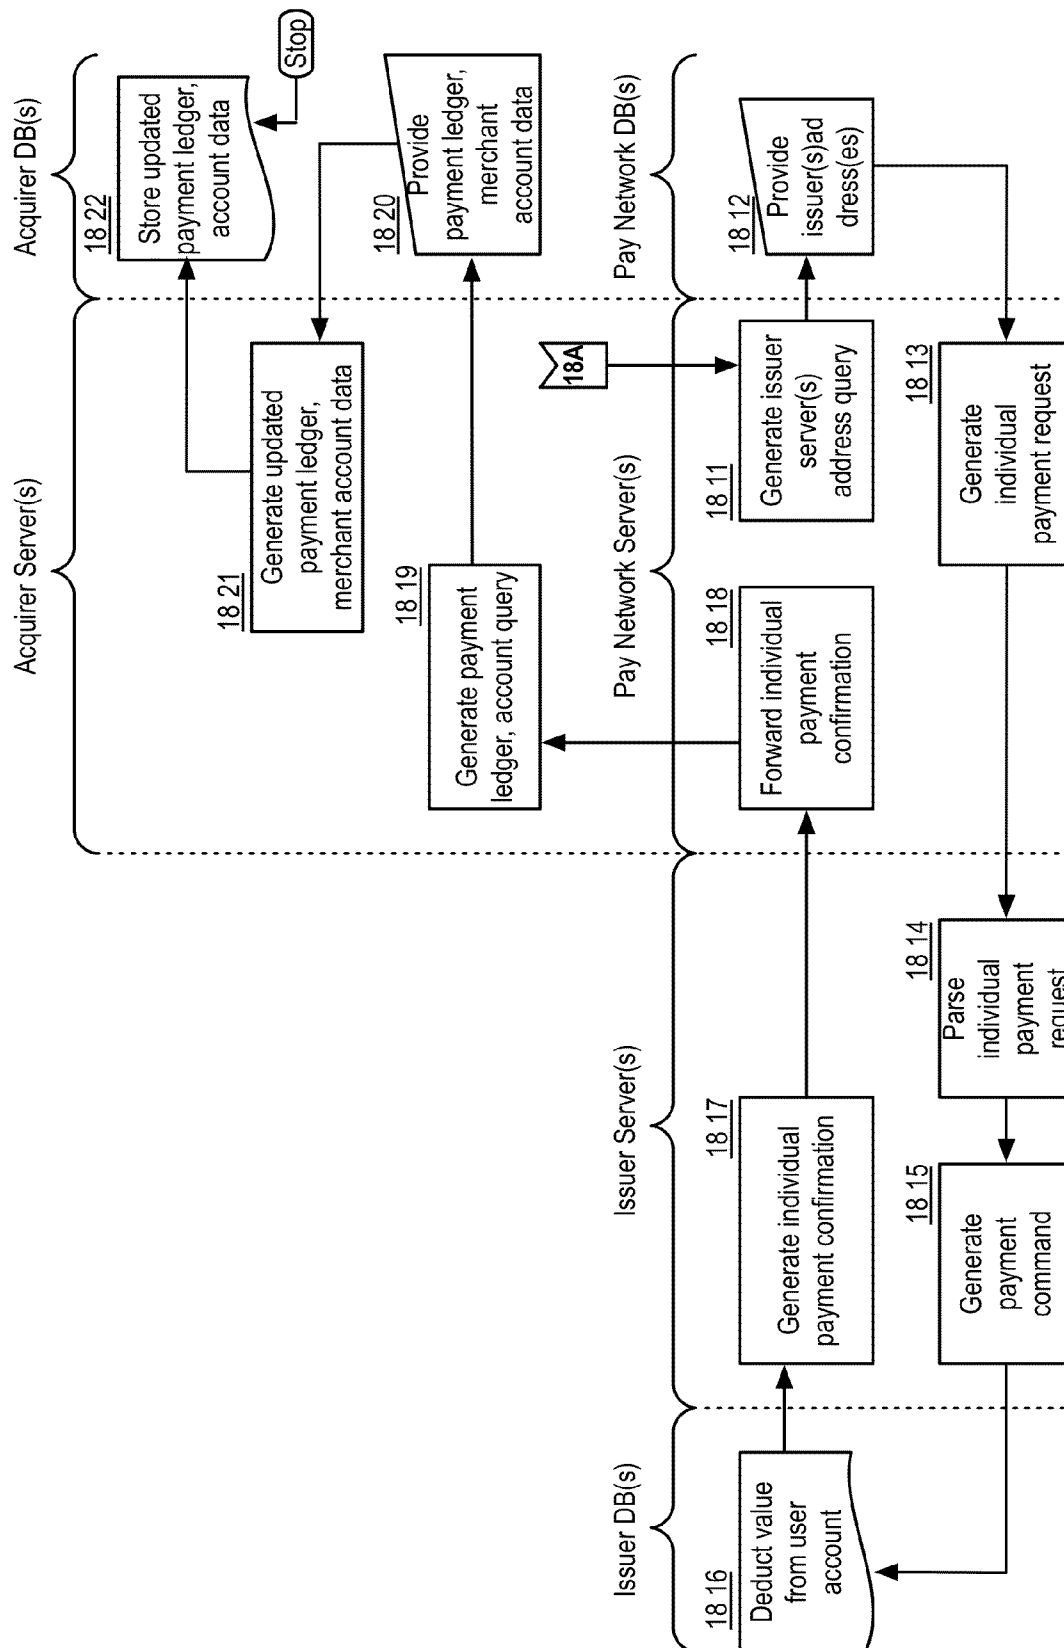 Issuer DB(s)
Issuer Server(s)
Pay Network Server(s)
Pay Network DB(s)
Acquirer Server(s)
Acquirer DB(s)
18A
18 11
Generate issuer
server(s)
address query
18 12
Provide
issuer(s)ad
dress(es)
18 13
Generate
individual
payment request
18 14
Parse
individual
payment
request
18 15
Generate
payment
command
18 16
Deduct value
from user
account
18 17
Generate individual
payment confirmation
18 18
Forward individual
payment
confirmation
18 19
Generate payment
ledger, account query
18 20
Provide
payment ledger,
merchant
account data
18 21
Generate updated
payment ledger,
merchant account data
18 22
Store updated
payment ledger,
account data
Stop